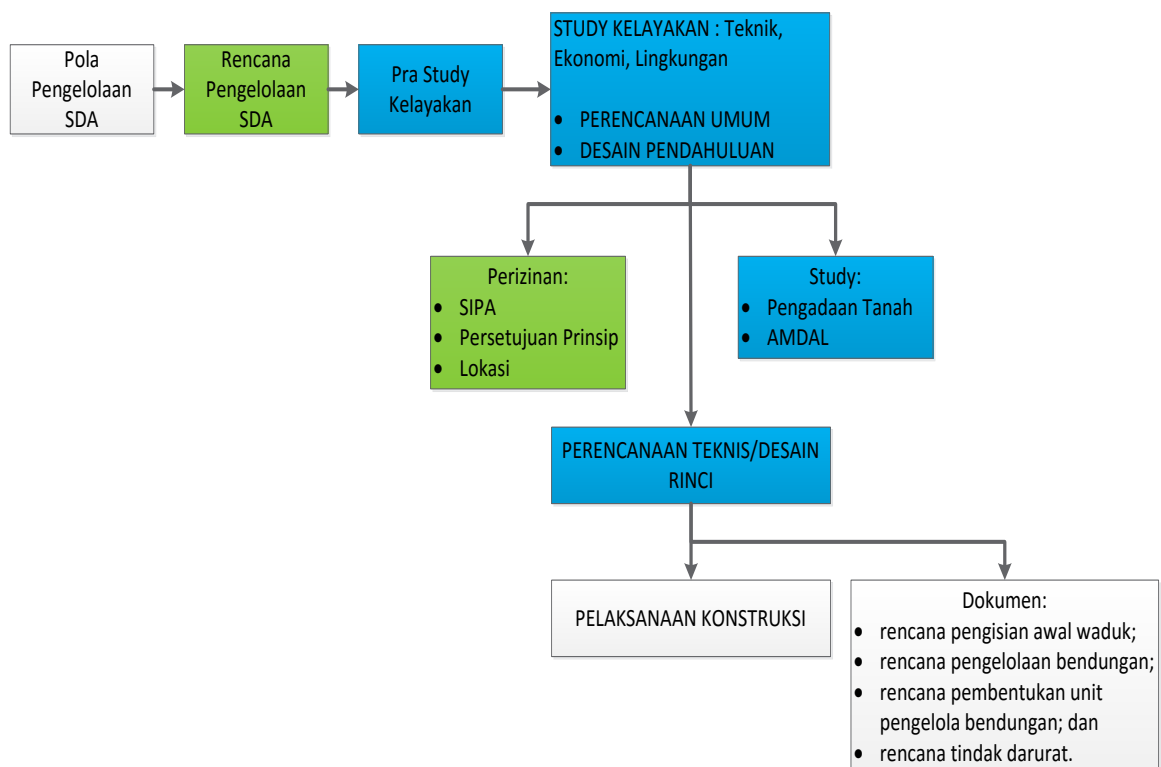 Pola
Pengelolaan
SDA
Rencana
Pengelolaan
SDA
Pra Study
Kelayakan
STUDY KELAYAKAN : Teknik,
Ekonomi, Lingkungan
• PERENCANAAN UMUM
• DESAIN PENDAHULUAN
Perizinan:
• SIPA
• Persetujuan Prinsip
• Lokasi
Study:
• Pengadaan Tanah
• AMDAL
PERENCANAAN TEKNIS/DESAIN
RINCI
PELAKSANAAN KONSTRUKSI
Dokumen:
• rencana pengisian awal waduk;
• rencana pengelolaan bendungan;
• rencana pembentukan unit
pengelola bendungan; dan
• rencana tindak darurat.